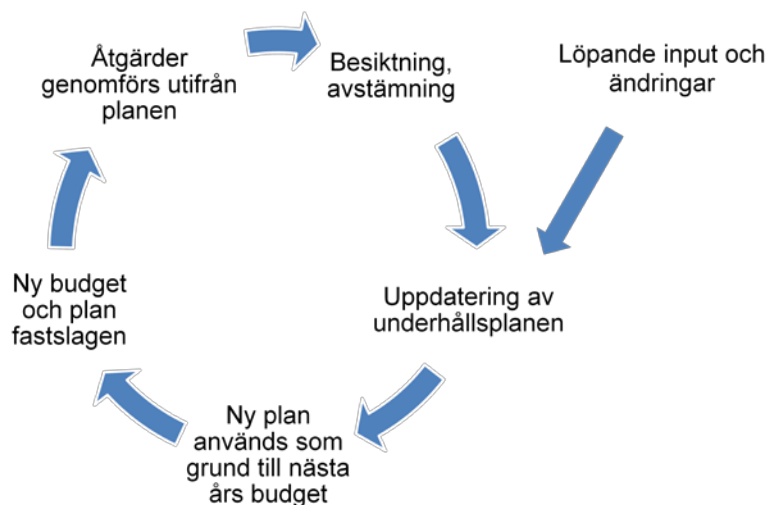 Åtgärder
genomförs utifrån
planen
Besiktning,
avstämning
Löpande input och
ändringar
Uppdatering av
underhållsplanen
Ny plan
används som
grund till nästa
års budget
Ny budget
och plan
fastslagen